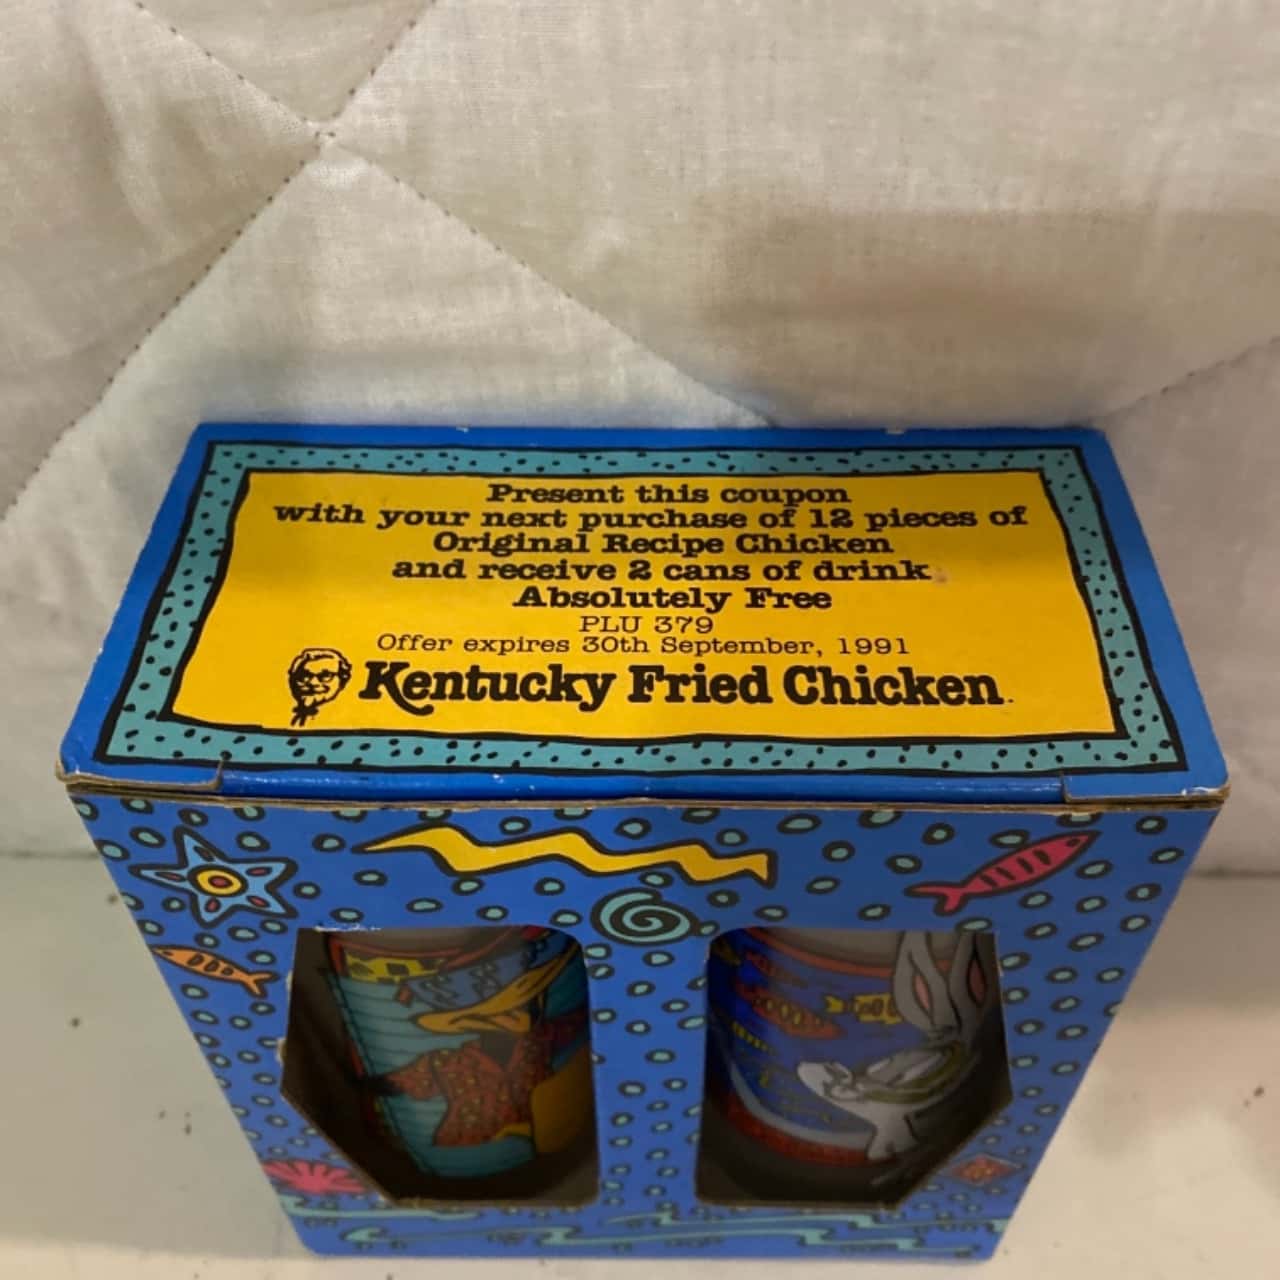 Present this coupon
with your next purchase of 12 pieces of
Original Recipe Chicken
and receive 2 cans of drink
Absolutely Free
PLU 379
Offer expires 30th September, 1991
Kentucky Fried Chicken.